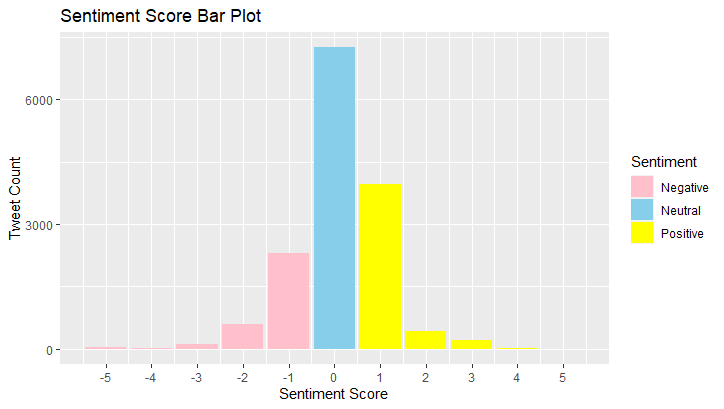 Sentiment Score Bar Plot
Tweet Count
6000
3000
0
-5 -4 -3 -2 -1 0 1 2 3 4 5
Sentiment Score
Sentiment
Negative
Neutral
Positive